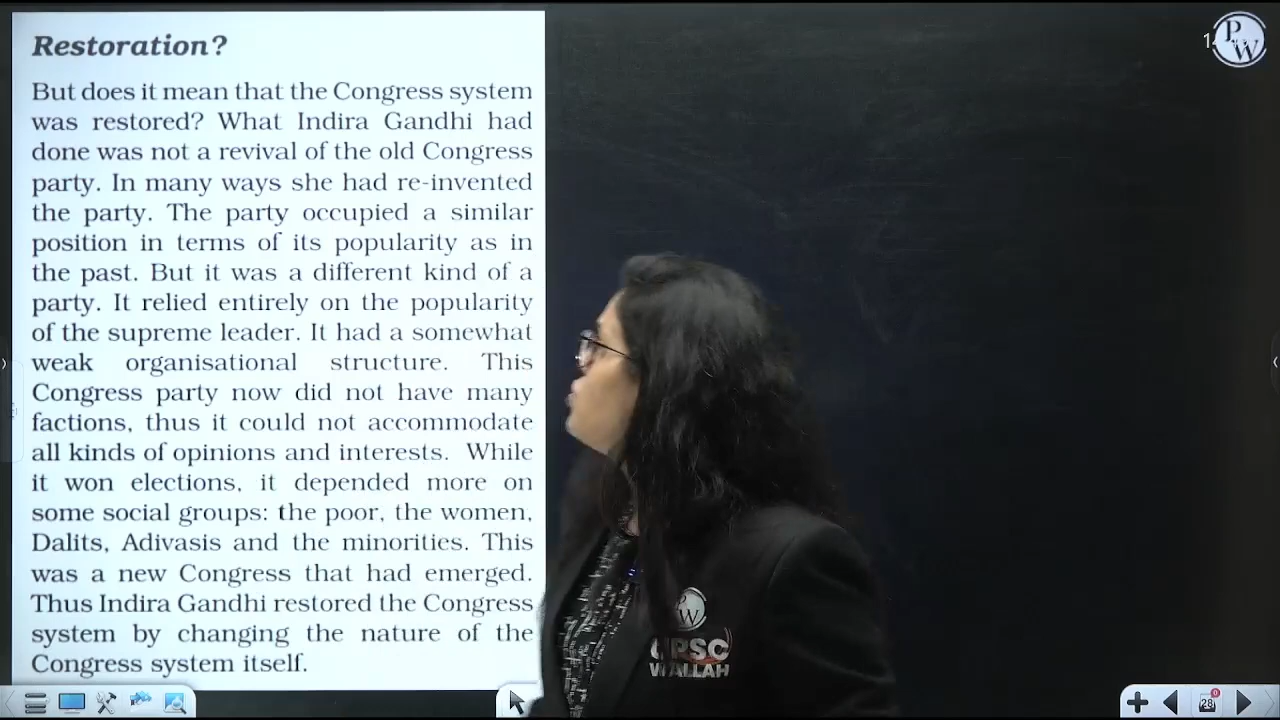 Restoration?
But does it mean that the Congress system
was restored? What Indira Gandhi had
done was not a revival of the old Congress
party. In many ways she had re-invented
the party. The party occupied a similar
position in terms of its popularity as in
the past. But it was a different kind of a
party. It relied entirely on the popularity
of the supreme leader. It had a somewhat
weak organisational structure. This
Congress party now did not have many
factions, thus it could not accommodate
all kinds of opinions and interests. While
it won elections, it depended more on
some social groups: the poor, the women,
Dalits, Adivasis and the minorities. This
was a new Congress that had emerged.
Thus Indira Gandhi restored the Congress
system by changing the nature of the
Congress system itself.
PW
PW
WALLAH
28
0